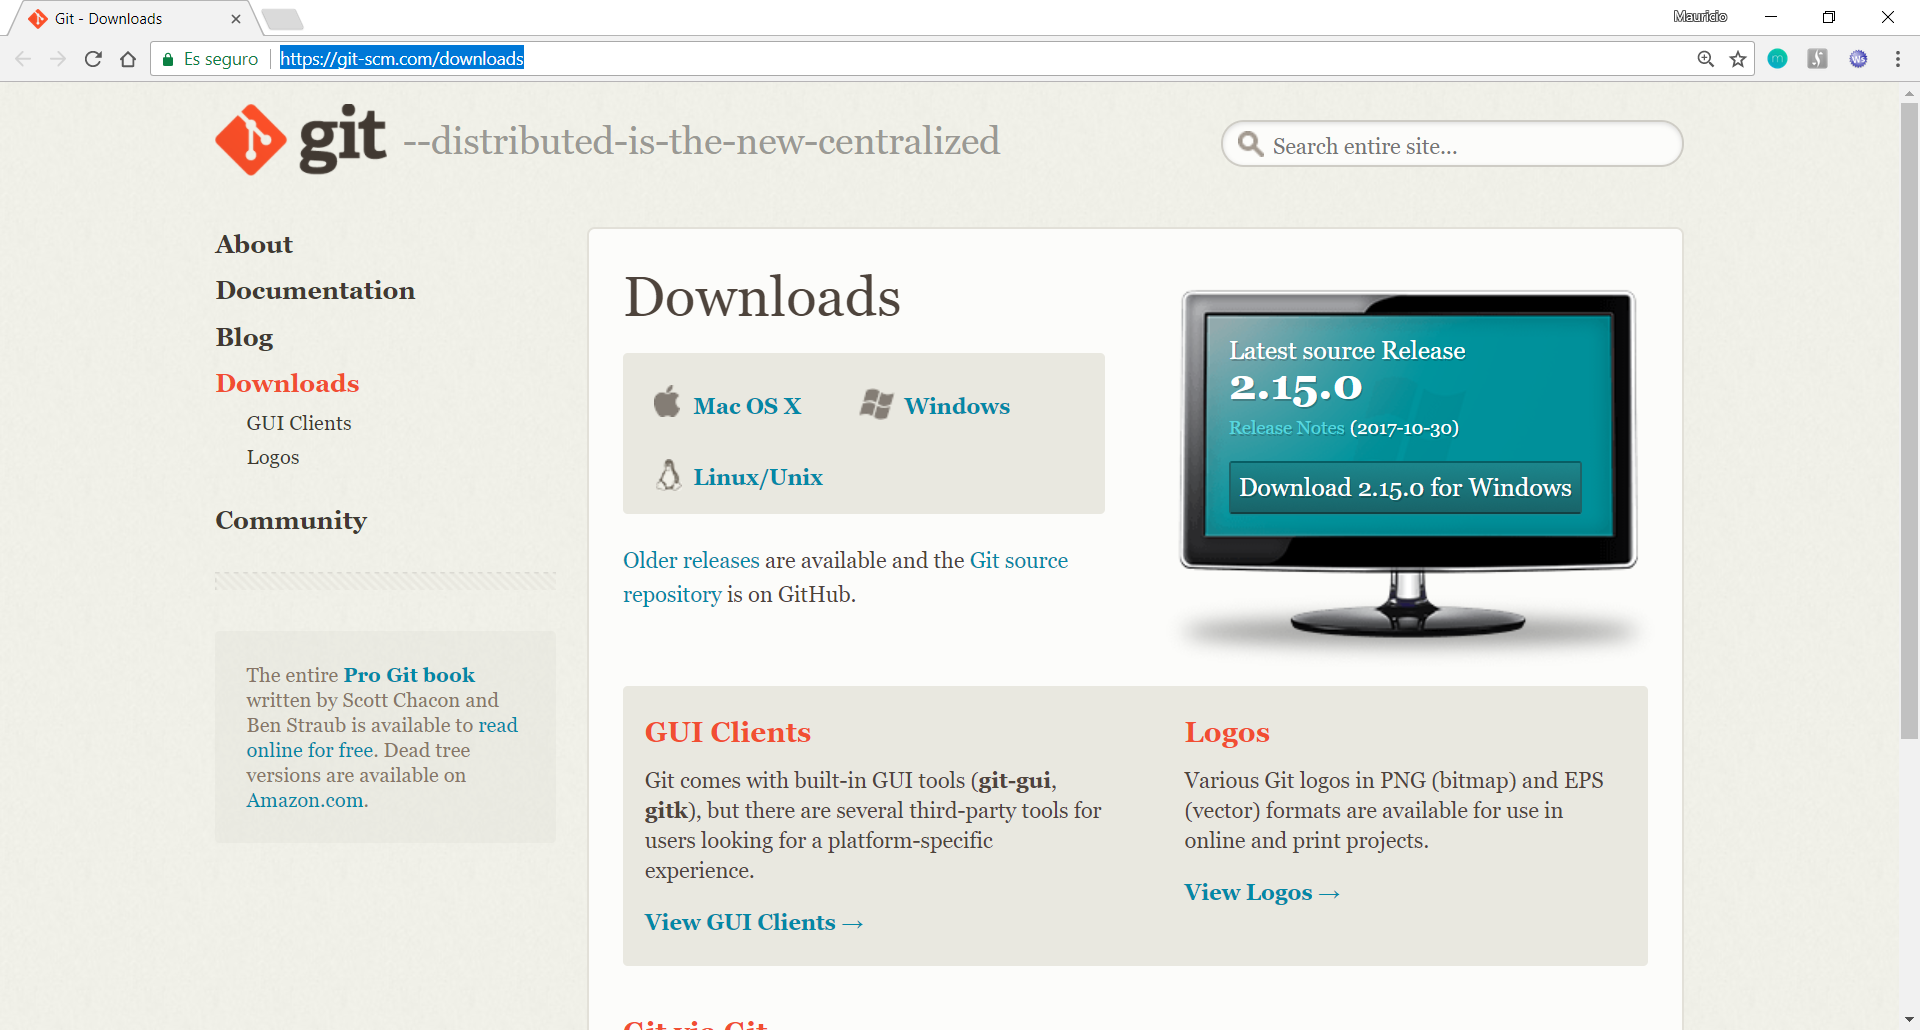 Git - Downloads
Mauricio
Es seguro
https://git-scm.com/downloads
git --distributed-is-the-new-centralized
Search entire site...
About
Documentation
Blog
Downloads
GUI Clients
Logos
Community
The entire Pro Git book
written by Scott Chacon and
Ben Straub is available to read
online for free. Dead tree
versions are available on
Amazon.com.
Downloads
Mac OS X
Windows
Linux/Unix
Older releases are available and the Git source
repository is on GitHub.
Latest source Release
2.15.0
Release Notes (2017-10-30)
Download 2.15.0 for Windows
GUI Clients
Git comes with built-in GUI tools (git-gui,
gitk), but there are several third-party tools for
users looking for a platform-specific
experience.
View GUI Clients →
Logos
Various Git logos in PNG (bitmap) and EPS
(vector) formats are available for use in
online and print projects.
View Logos →
Git via Git